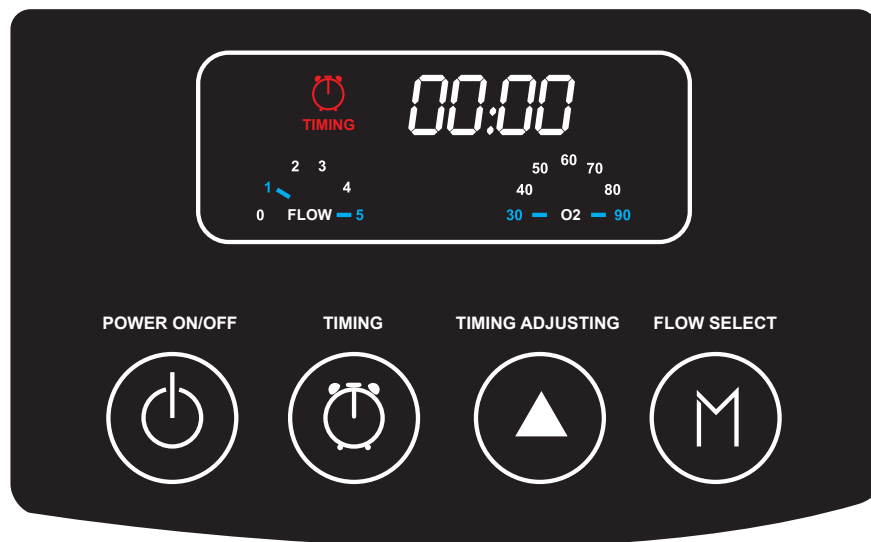 00:00
TIMING
2 3
1 4
0 FLOW 5
60
50 70
40 80
30 O2 90
POWER ON/OFF
TIMING
TIMING ADJUSTING
FLOW SELECT
M